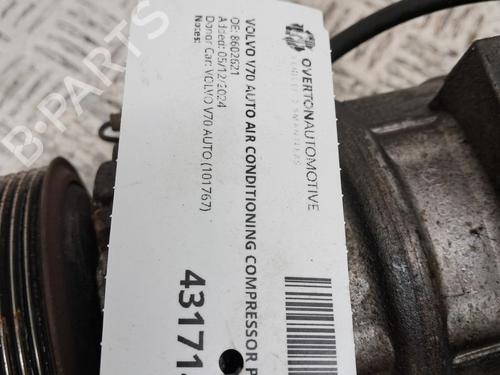 OVERTONAUTOMOTIVE
VOLVO V70 AUTO AIR CONDITIONING COMPRESSOR P
OE: 8602621
Added: 05/12/2024
Donor Car: VOLVO V70 AUTO (101767)
Notes:
43171
B-PARTS